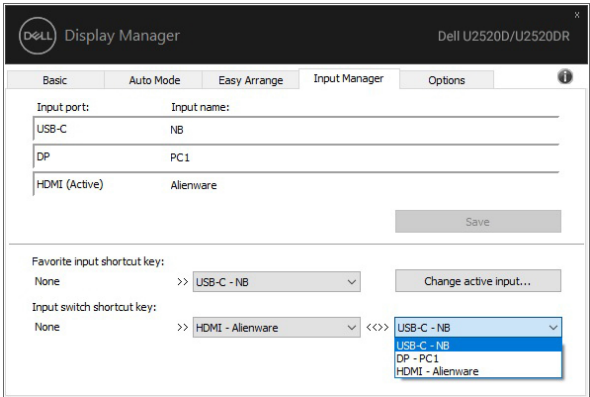 DELL Display Manager Dell U2520D/U2520DR
x
Basic Auto Mode Easy Arrange Input Manager Options i
Input port: Input name:
USB-C NB
DP PC1
HDMI (Active) Alienware
Save
Favorite input shortcut key:
None >> USB-C - NB Change active input...
Input switch shortcut key:
None >> HDMI - Alienware <<>> USB-C - NB
USB-C - NB
DP - PC1
HDMI - Alienware